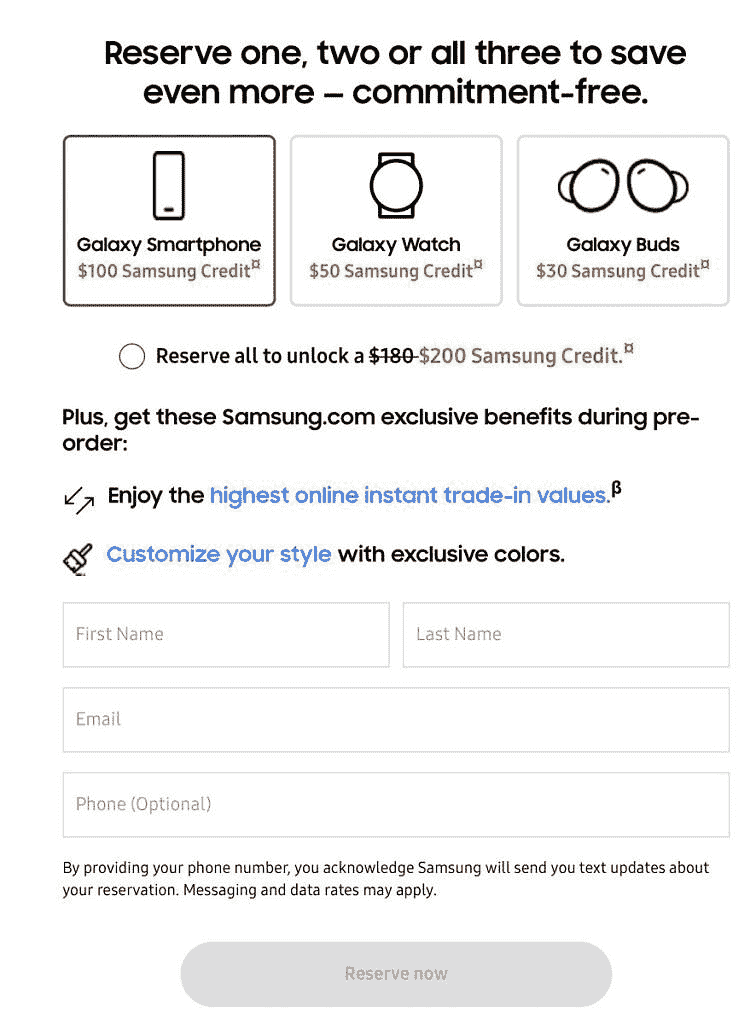 Reserve one, two or all three to save
even more – commitment-free.
Galaxy Smartphone
$100 Samsung Credit¤
Galaxy Watch
$50 Samsung Credit¤
Galaxy Buds
$30 Samsung Credit¤
Reserve all to unlock a $180 $200 Samsung Credit.¤
Plus, get these Samsung.com exclusive benefits during pre-
order:
Enjoy the highest online instant trade-in values.β
Customize your style with exclusive colors.
First Name
Last Name
Email
Phone (Optional)
By providing your phone number, you acknowledge Samsung will send you text updates about
your reservation. Messaging and data rates may apply.
Reserve now